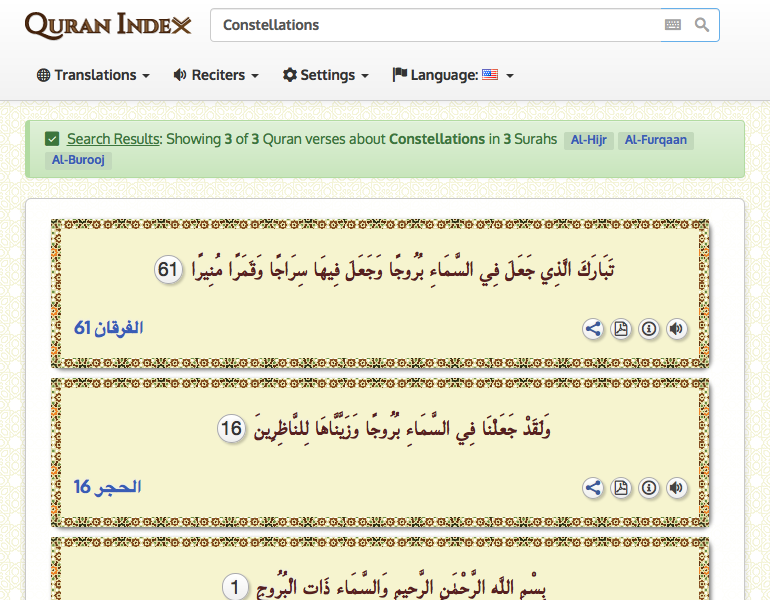 QURAN INDEX
Constellations
Translations Reciters Settings Language:
Search Results: Showing 3 of 3 Quran verses about Constellations in 3 Surahs Al-Hijr Al-Furqaan
Al-Burooj
تَبَارَكَ الَّذِي جَعَلَ فِي السَّمَاءِ بُرُوجًا وَجَعَلَ فِيهَا سِرَاجًا وَقَمَرًا مُنِيرًا 61
الفرقان 61
وَلَقَدْ جَعَلْنَا فِي السَّمَاءِ بُرُوجًا وَزَيَّنَّاهَا لِلنَّاظِرِينَ 16
الحجر 16
بِسْمِ اللَّهِ الرَّحْمَٰنِ الرَّحِيمِ وَالسَّمَاءِ ذَاتِ الْبُرُوجِ 1